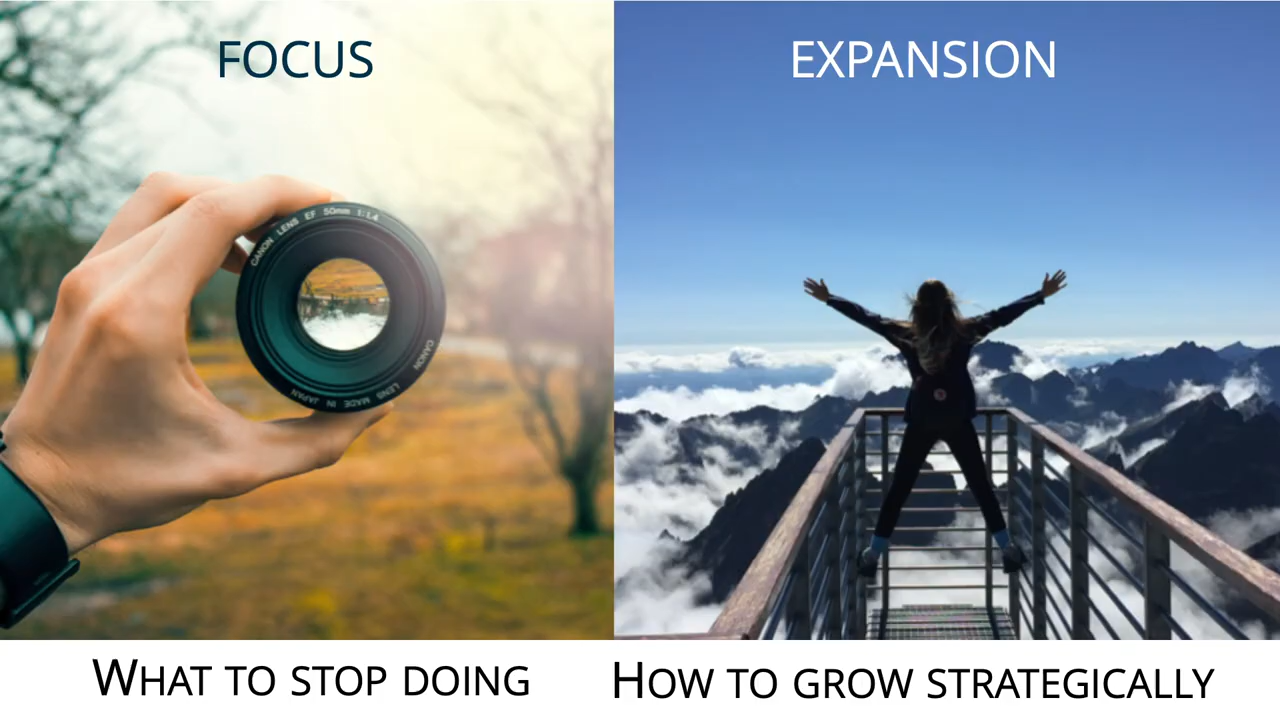 FOCUS
EXPANSION
CANON LENS EF 50mm 1:1.4
CANON LENS MADE IN JAPAN
WHAT TO STOP DOING
HOW TO GROW STRATEGICALLY